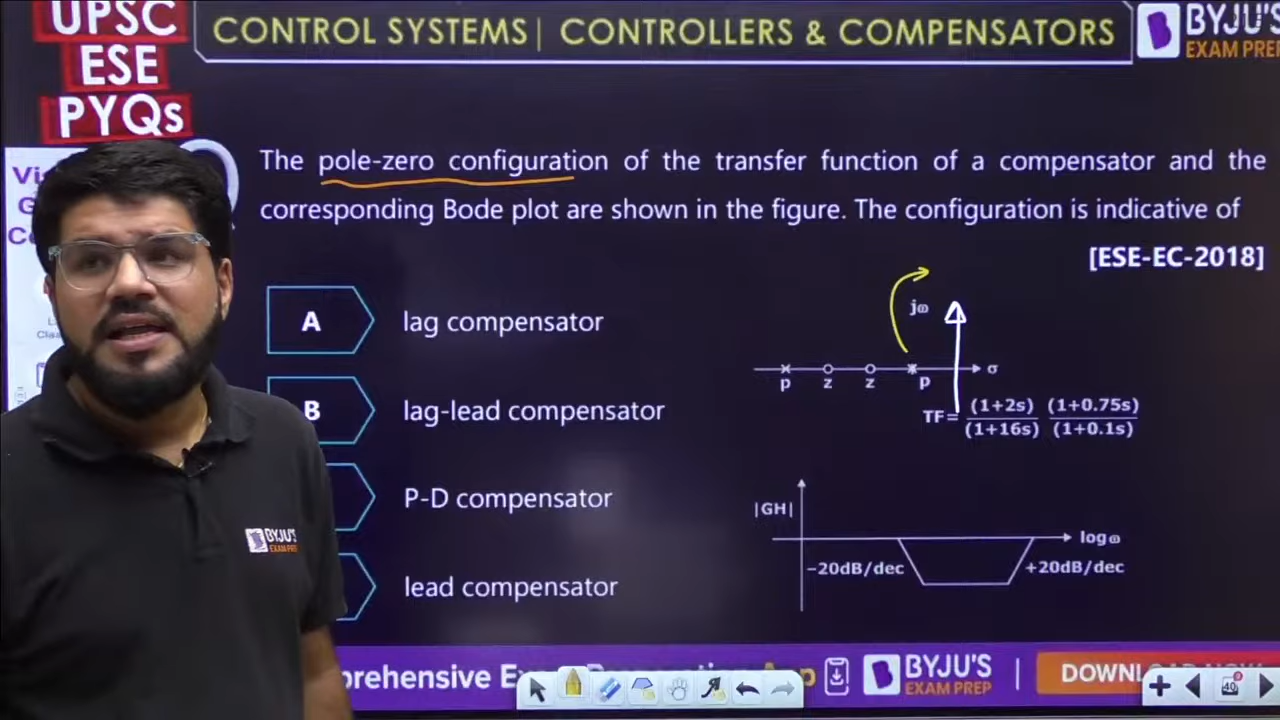 UPSC
ESE
PYQs
CONTROL SYSTEMS| CONTROLLERS & COMPENSATORS
BYJU'S
EXAM PREP
The pole-zero configuration of the transfer function of a compensator and the
corresponding Bode plot are shown in the figure. The configuration is indicative of
[ESE-EC-2018]
A
lag compensator
B
lag-lead compensator
P-D compensator
lead compensator
jω
σ
p z z p
TF= (1+2s) (1+0.75s)
(1+16s) (1+0.1s)
|GH|
log ω
-20dB/dec
+20dB/dec
BYJU'S
EXAM PREP
BYJU'S
EXAM PREP
|